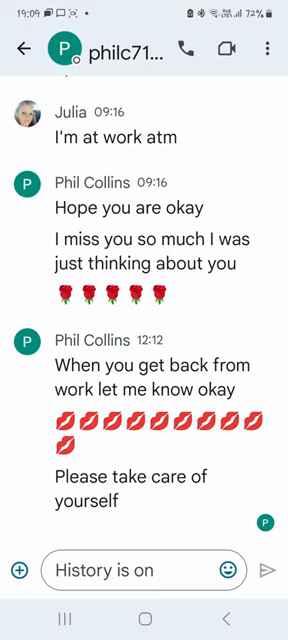 19:09 72%
P philc71...
Julia 09:16
I'm at work atm
P Phil Collins 09:16
Hope you are okay
I miss you so much I was
just thinking about you
🌹🌹🌹🌹🌹
P Phil Collins 12:12
When you get back from
work let me know okay
💋💋💋💋💋💋💋💋💋
💋
Please take care of
yourself
P
History is on